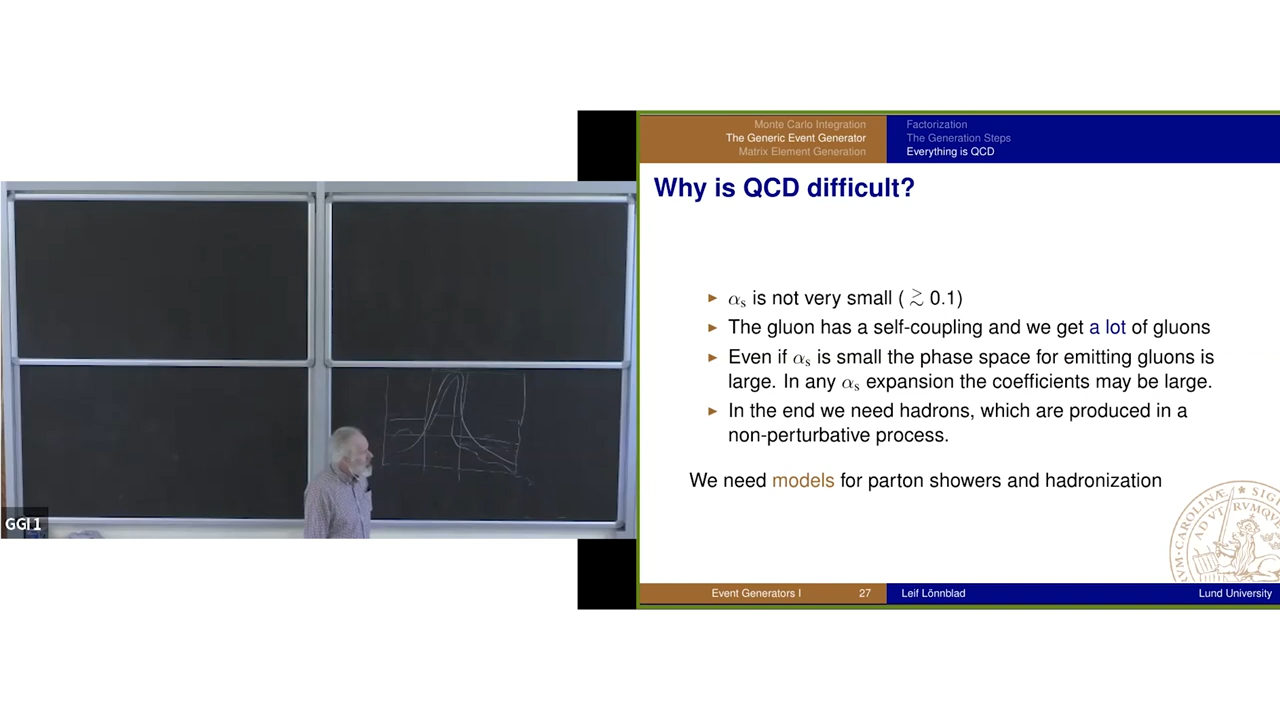 Monte Carlo Integration
The Generic Event Generator
Matrix Element Generation
Factorization
The Generation Steps
Everything is QCD
Why is QCD difficult?
► αs is not very small ( ≳ 0.1)
► The gluon has a self-coupling and we get a lot of gluons
► Even if αs is small the phase space for emitting gluons is
large. In any αs expansion the coefficients may be large.
► In the end we need hadrons, which are produced in a
non-perturbative process.
We need models for parton showers and hadronization
GGI 1
Event Generators I 27 Leif Lönnblad Lund University